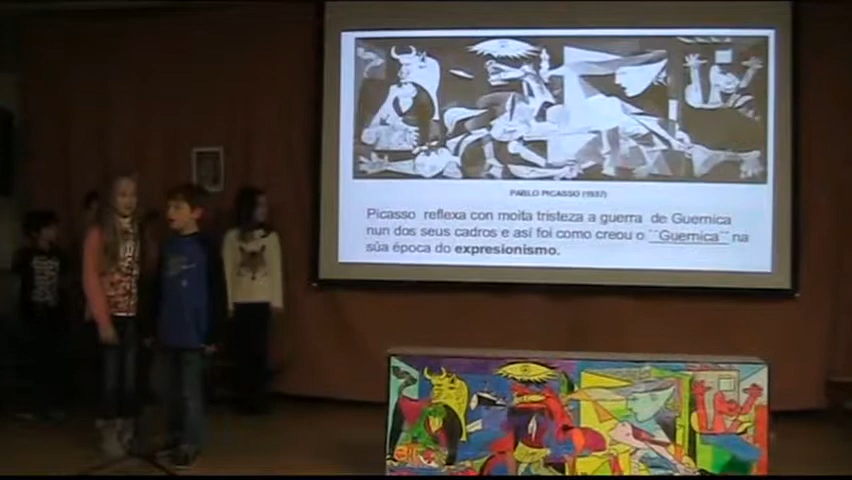 PABLO PICASSO (1937)
Picasso reflexa con moita tristeza a guerra de Guernica
nun dos seus cadros e así foi como creou o ``Guernica`` na
súa época do expresionismo.